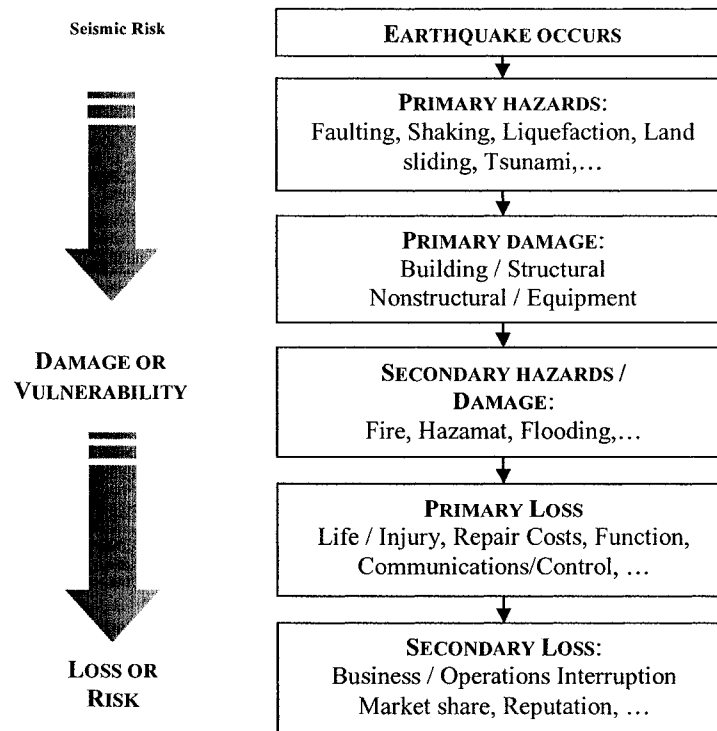 Seismic Risk
EARTHQUAKE OCCURS
PRIMARY HAZARDS:
Faulting, Shaking, Liquefaction, Land
sliding, Tsunami,…
PRIMARY DAMAGE:
Building / Structural
Nonstructural / Equipment
DAMAGE OR
VULNERABILITY
SECONDARY HAZARDS /
DAMAGE:
Fire, Hazamat, Flooding,…
PRIMARY LOSS
Life / Injury, Repair Costs, Function,
Communications/Control, …
LOSS OR
RISK
SECONDARY LOSS:
Business / Operations Interruption
Market share, Reputation, …